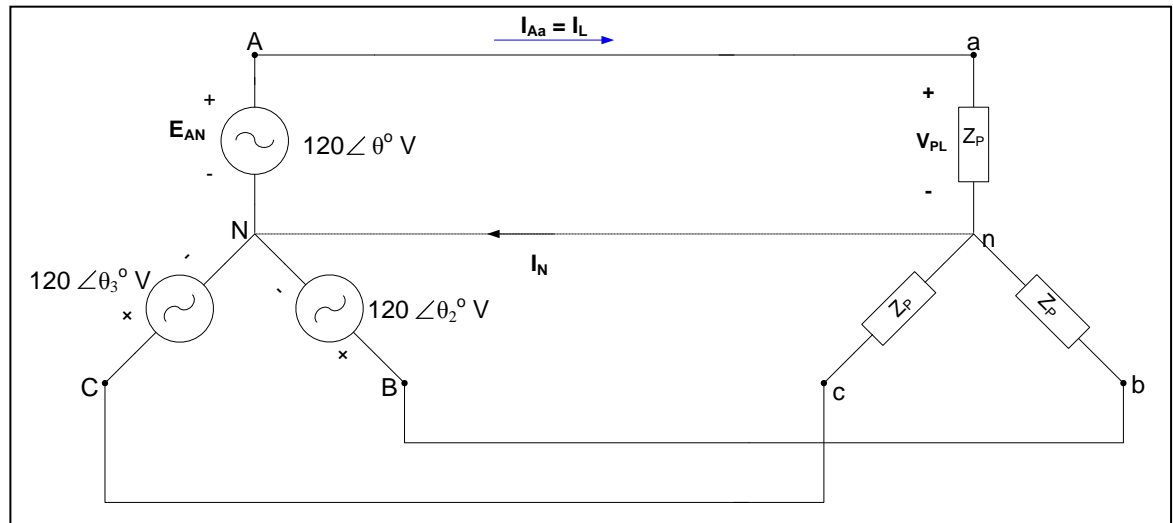 I_Aa = I_L
A
a
+
E_AN
-
120∠θ° V
+
V_PL
-
Z_P
N
n
I_N
120 ∠θ₃° V
-
+
-
120 ∠θ₂° V
+
Z_P
Z_P
C
B
c
b